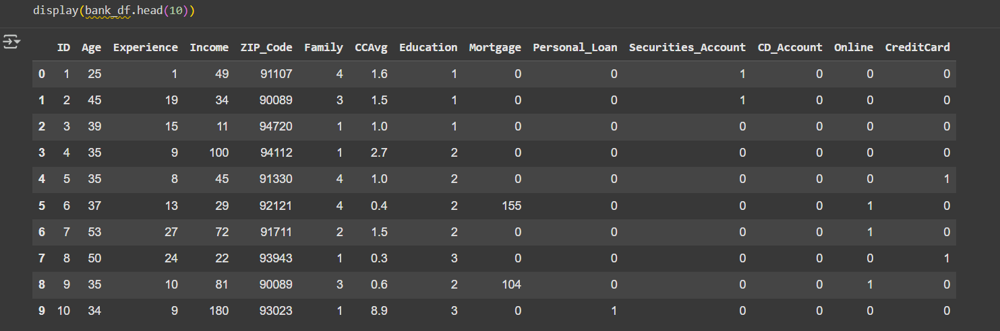 display(bank_df.head(10))
ID Age Experience Income ZIP_Code Family CCAvg Education Mortgage Personal_Loan Securities_Account CD_Account Online CreditCard
0 1 25 1 49 91107 4 1.6 1 0 0 1 0 0 0
1 2 45 19 34 90089 3 1.5 1 0 0 1 0 0 0
2 3 39 15 11 94720 1 1.0 1 0 0 0 0 0 0
3 4 35 9 100 94112 1 2.7 2 0 0 0 0 0 0
4 5 35 8 45 91330 4 1.0 2 0 0 0 0 0 1
5 6 37 13 29 92121 4 0.4 2 155 0 0 0 1 0
6 7 53 27 72 91711 2 1.5 2 0 0 0 0 1 0
7 8 50 24 22 93943 1 0.3 3 0 0 0 0 0 1
8 9 35 10 81 90089 3 0.6 2 104 0 0 0 1 0
9 10 34 9 180 93023 1 8.9 3 0 1 0 0 0 0